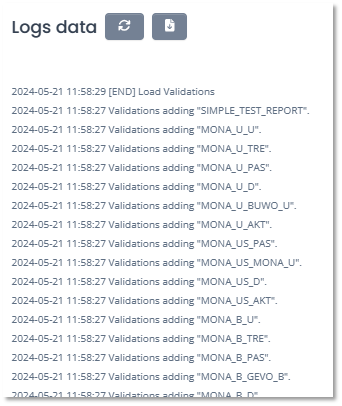 Logs data
2024-05-21 11:58:29 [END] Load Validations
2024-05-21 11:58:27 Validations adding "SIMPLE_TEST_REPORT".
2024-05-21 11:58:27 Validations adding "MONA_U_U".
2024-05-21 11:58:27 Validations adding "MONA_U_TRE".
2024-05-21 11:58:27 Validations adding "MONA_U_PAS".
2024-05-21 11:58:27 Validations adding "MONA_U_D".
2024-05-21 11:58:27 Validations adding "MONA_U_BUWO_U".
2024-05-21 11:58:27 Validations adding "MONA_U_AKT".
2024-05-21 11:58:27 Validations adding "MONA_US_PAS".
2024-05-21 11:58:27 Validations adding "MONA_US_MONA_U".
2024-05-21 11:58:27 Validations adding "MONA_US_D".
2024-05-21 11:58:27 Validations adding "MONA_US_AKT".
2024-05-21 11:58:27 Validations adding "MONA_B_U".
2024-05-21 11:58:27 Validations adding "MONA_B_TRE".
2024-05-21 11:58:27 Validations adding "MONA_B_PAS".
2024-05-21 11:58:27 Validations adding "MONA_B_GEVO_B".
2024-05-21 11:58:27 Validations adding "MONA_B_D".